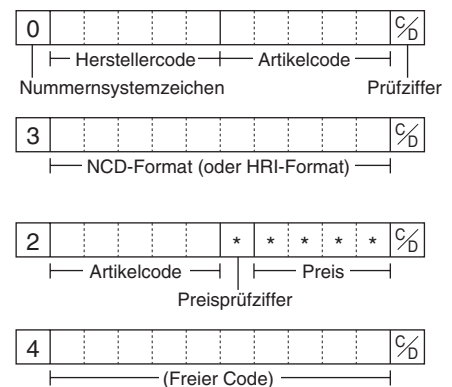 0 C/D
Herstellercode Artikelcode
Nummernsystemzeichen Prüfziffer
3 C/D
NCD-Format (oder HRI-Format)
2 * * * * * C/D
Artikelcode Preis
Preisprüfziffer
4 C/D
(Freier Code)